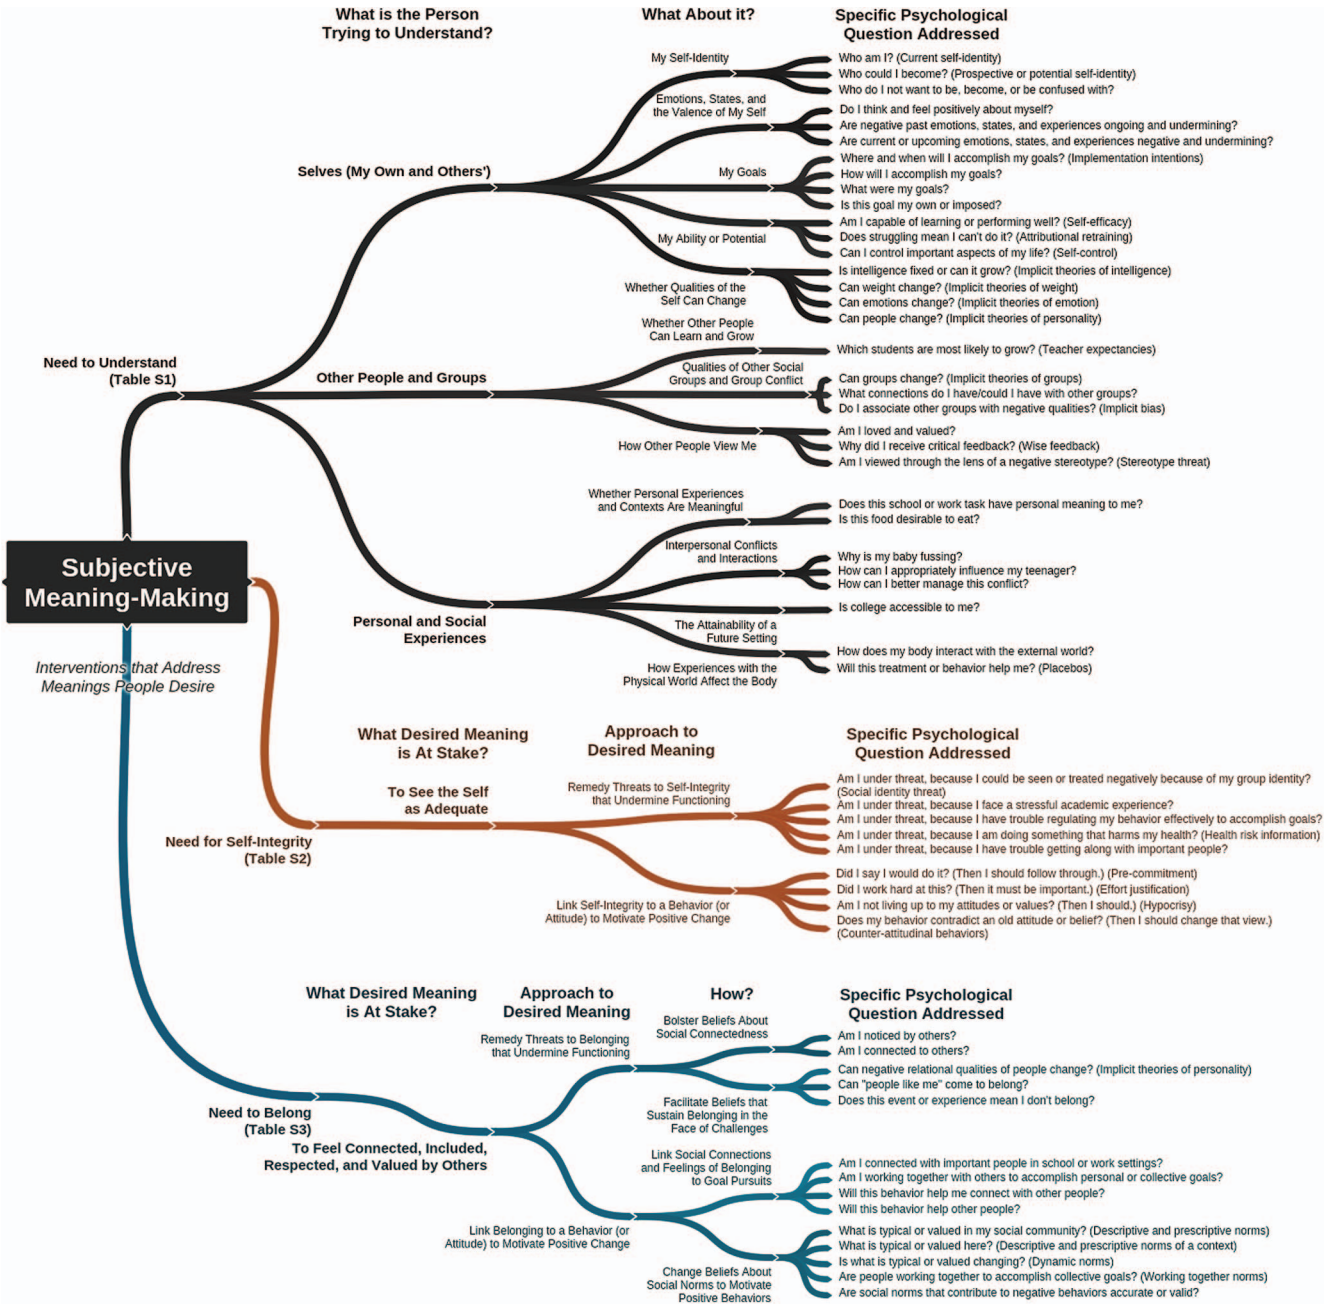 What is the Person
Trying to Understand?
What About it?
Specific Psychological
Question Addressed
My Self-Identity
Who am I? (Current self-identity)
Who could I become? (Prospective or potential self-identity)
Who do I not want to be, become, or be confused with?
Emotions, States, and
the Valence of My Self
Do I think and feel positively about myself?
Are negative past emotions, states, and experiences ongoing and undermining?
Are current or upcoming emotions, states, and experiences negative and undermining?
Selves (My Own and Others')
My Goals
Where and when will I accomplish my goals? (Implementation intentions)
How will I accomplish my goals?
What were my goals?
Is this goal my own or imposed?
My Ability or Potential
Am I capable of learning or performing well? (Self-efficacy)
Does struggling mean I can't do it? (Attributional retraining)
Can I control important aspects of my life? (Self-control)
Whether Qualities of the
Self Can Change
Is intelligence fixed or can it grow? (Implicit theories of intelligence)
Can weight change? (Implicit theories of weight)
Can emotions change? (Implicit theories of emotion)
Can people change? (Implicit theories of personality)
Need to Understand
(Table S1)
Other People and Groups
Whether Other People
Can Learn and Grow
Which students are most likely to grow? (Teacher expectancies)
Qualities of Other Social
Groups and Group Conflict
Can groups change? (Implicit theories of groups)
What connections do I have/could I have with other groups?
Do I associate other groups with negative qualities? (Implicit bias)
How Other People View Me
Am I loved and valued?
Why did I receive critical feedback? (Wise feedback)
Am I viewed through the lens of a negative stereotype? (Stereotype threat)
Whether Personal Experiences
and Contexts Are Meaningful
Does this school or work task have personal meaning to me?
Is this food desirable to eat?
Interpersonal Conflicts
and Interactions
Why is my baby fussing?
How can I appropriately influence my teenager?
How can I better manage this conflict?
Personal and Social
Experiences
The Attainability of a
Future Setting
Is college accessible to me?
How Experiences with the
Physical World Affect the Body
How does my body interact with the external world?
Will this treatment or behavior help me? (Placebos)
Subjective
Meaning-Making
Interventions that Address
Meanings People Desire
What Desired Meaning
is At Stake?
Approach to
Desired Meaning
Specific Psychological
Question Addressed
Need for Self-Integrity
(Table S2)
To See the Self
as Adequate
Remedy Threats to Self-Integrity
that Undermine Functioning
Am I under threat, because I could be seen or treated negatively because of my group identity?
(Social identity threat)
Am I under threat, because I face a stressful academic experience?
Am I under threat, because I have trouble regulating my behavior effectively to accomplish goals?
Am I under threat, because I am doing something that harms my health? (Health risk information)
Am I under threat, because I have trouble getting along with important people?
Link Self-Integrity to a Behavior (or
Attitude) to Motivate Positive Change
Did I say I would do it? (Then I should follow through.) (Pre-commitment)
Did I work hard at this? (Then it must be important.) (Effort justification)
Am I not living up to my attitudes or values? (Then I should.) (Hypocrisy)
Does my behavior contradict an old attitude or belief? (Then I should change that view.)
(Counter-attitudinal behaviors)
What Desired Meaning
is At Stake?
Approach to
Desired Meaning
How?
Specific Psychological
Question Addressed
Need to Belong
(Table S3)
To Feel Connected, Included,
Respected, and Valued by Others
Remedy Threats to Belonging
that Undermine Functioning
Bolster Beliefs About
Social Connectedness
Am I noticed by others?
Am I connected to others?
Facilitate Beliefs that
Sustain Belonging in the
Face of Challenges
Can negative relational qualities of people change? (Implicit theories of personality)
Can "people like me" come to belong?
Does this event or experience mean I don't belong?
Link Belonging to a Behavior (or
Attitude) to Motivate Positive Change
Link Social Connections
and Feelings of Belonging
to Goal Pursuits
Am I connected with important people in school or work settings?
Am I working together with others to accomplish personal or collective goals?
Will this behavior help me connect with other people?
Will this behavior help other people?
Change Beliefs About
Social Norms to Motivate
Positive Behaviors
What is typical or valued in my social community? (Descriptive and prescriptive norms)
What is typical or valued here? (Descriptive and prescriptive norms of a context)
Is what is typical or valued changing? (Dynamic norms)
Are people working together to accomplish collective goals? (Working together norms)
Are social norms that contribute to negative behaviors accurate or valid?